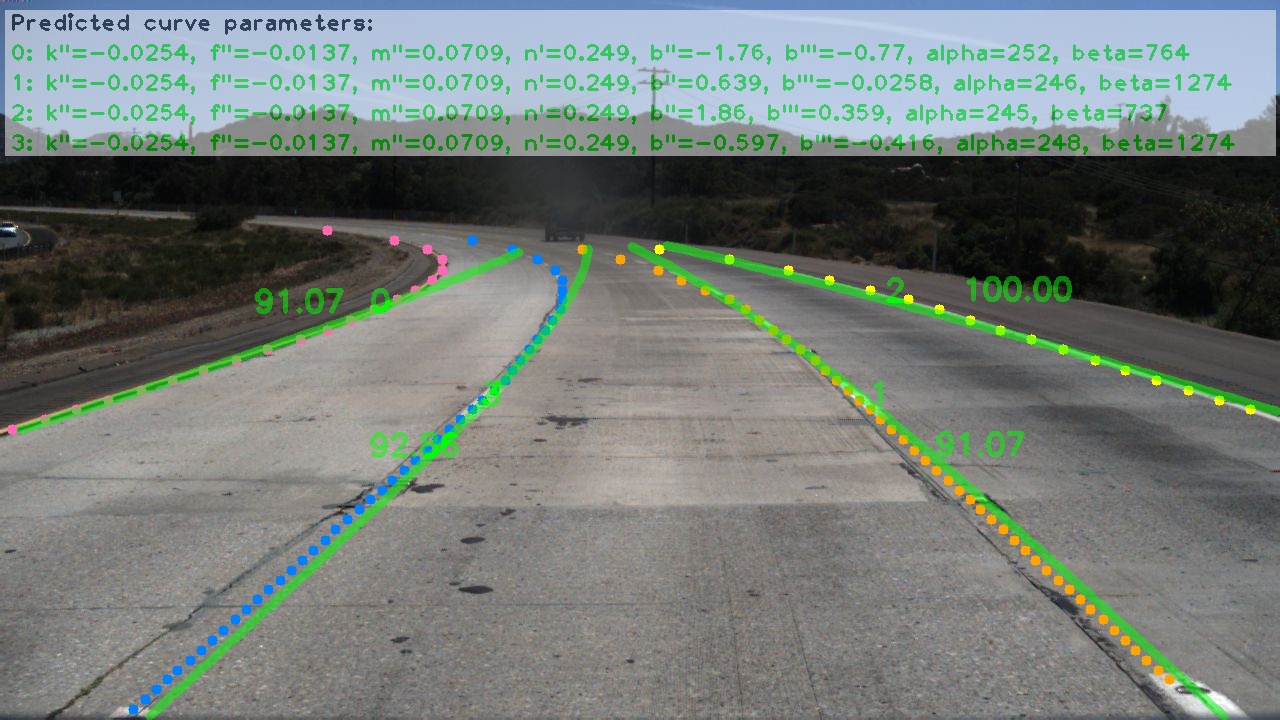 Predicted curve parameters:
0: k''=-0.0254, f''=-0.0137, m''=0.0709, n'=0.249, b''=-1.76, b'''=-0.77, alpha=252, beta=764
1: k''=-0.0254, f''=-0.0137, m''=0.0709, n'=0.249, b''=0.639, b'''=-0.0258, alpha=246, beta=1274
2: k''=-0.0254, f''=-0.0137, m''=0.0709, n'=0.249, b''=1.86, b'''=0.359, alpha=245, beta=737
3: k''=-0.0254, f''=-0.0137, m''=0.0709, n'=0.249, b''=-0.597, b'''=-0.416, alpha=248, beta=1274
91.07 0
2 100.00
3
1
91.07